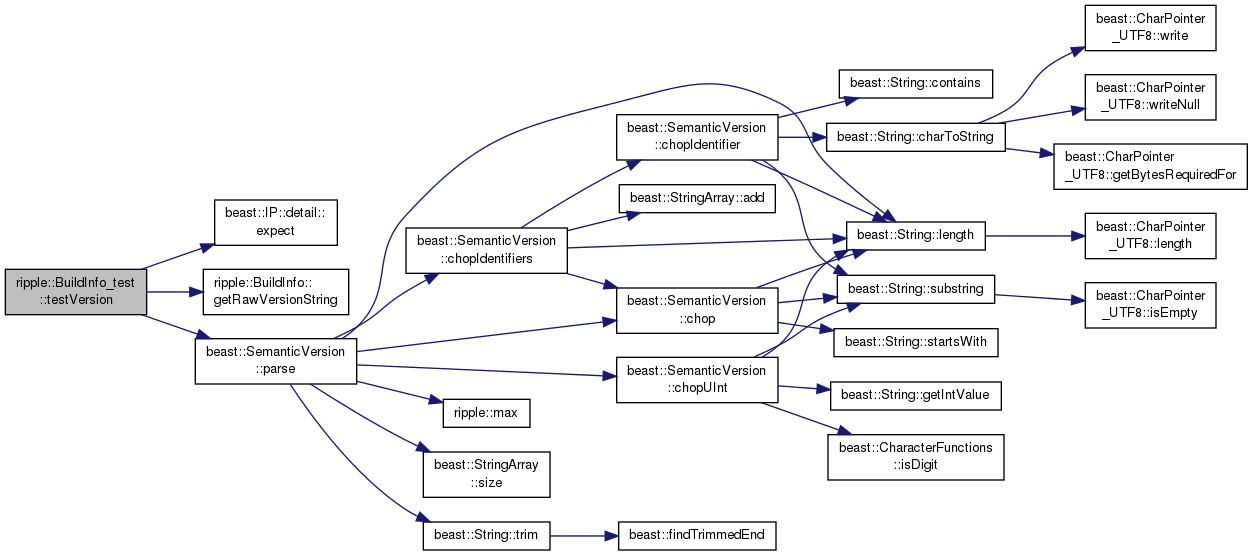 ripple::BuildInfo_test
::testVersion
beast::IP::detail::
expect
ripple::BuildInfo::
getRawVersionString
beast::SemanticVersion
::parse
beast::SemanticVersion
::chopIdentifiers
ripple::max
beast::StringArray
::size
beast::String::trim
beast::SemanticVersion
::chopIdentifier
beast::StringArray::add
beast::SemanticVersion
::chop
beast::SemanticVersion
::chopUInt
beast::findTrimmedEnd
beast::String::contains
beast::String::charToString
beast::String::length
beast::String::substring
beast::String::startsWith
beast::String::getIntValue
beast::CharacterFunctions
::isDigit
beast::CharPointer
_UTF8::write
beast::CharPointer
_UTF8::writeNull
beast::CharPointer
_UTF8::getBytesRequiredFor
beast::CharPointer
_UTF8::length
beast::CharPointer
_UTF8::isEmpty